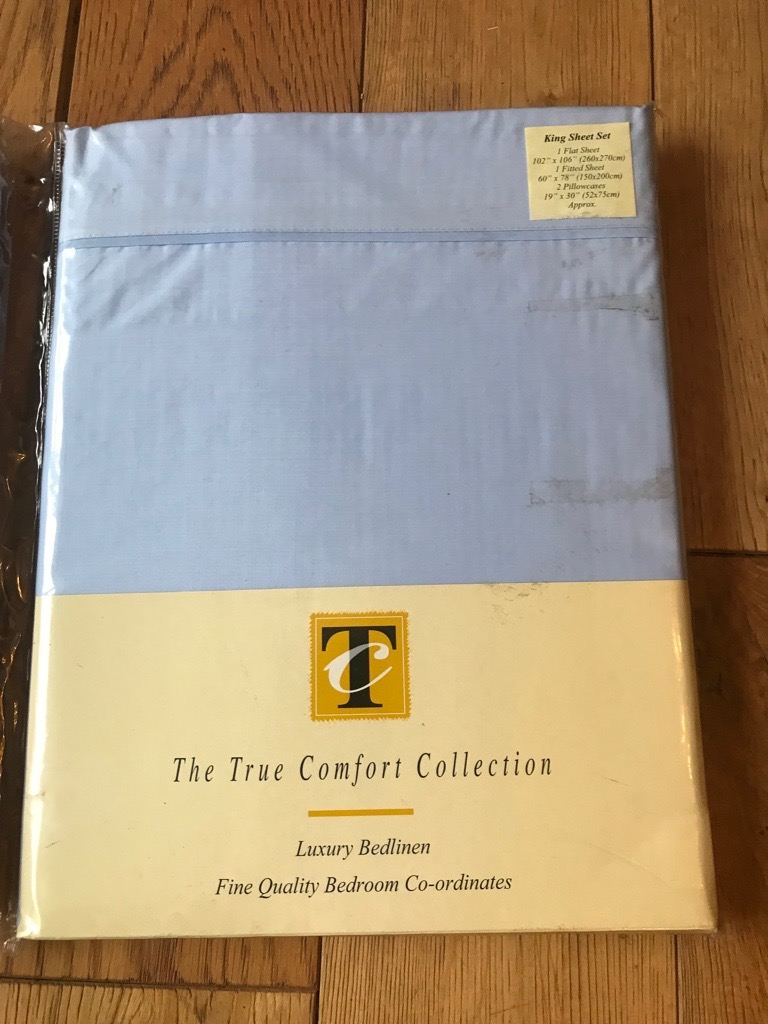 King Sheet Set
1 Flat Sheet
102" x 106" (260x270cm)
1 Fitted Sheet
60" x 78" (150x200cm)
2 Pillowcases
19" x 30" (52x75cm)
Approx.
Tc
The True Comfort Collection
Luxury Bedlinen
Fine Quality Bedroom Co-ordinates